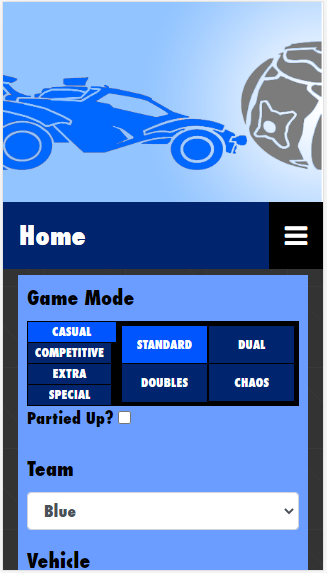 Home
Game Mode
CASUAL
COMPETITIVE
EXTRA
SPECIAL
STANDARD DUAL
DOUBLES CHAOS
Partied Up?
Team
Blue
Vehicle